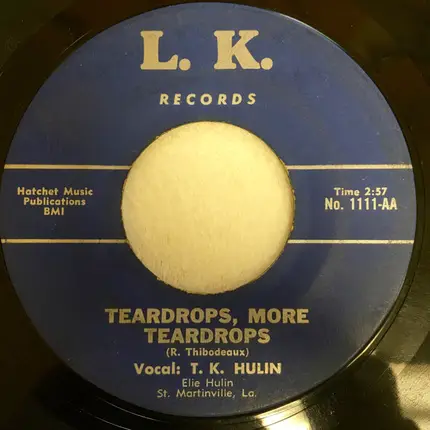 L. K.
RECORDS
Hatchet Music
Publications
BMI
Time 2:57
No. 1111-AA
TEARDROPS, MORE
TEARDROPS
(R. Thibodeaux)
Vocal: T. K. HULIN
Elie Hulin
St. Martinville, La.